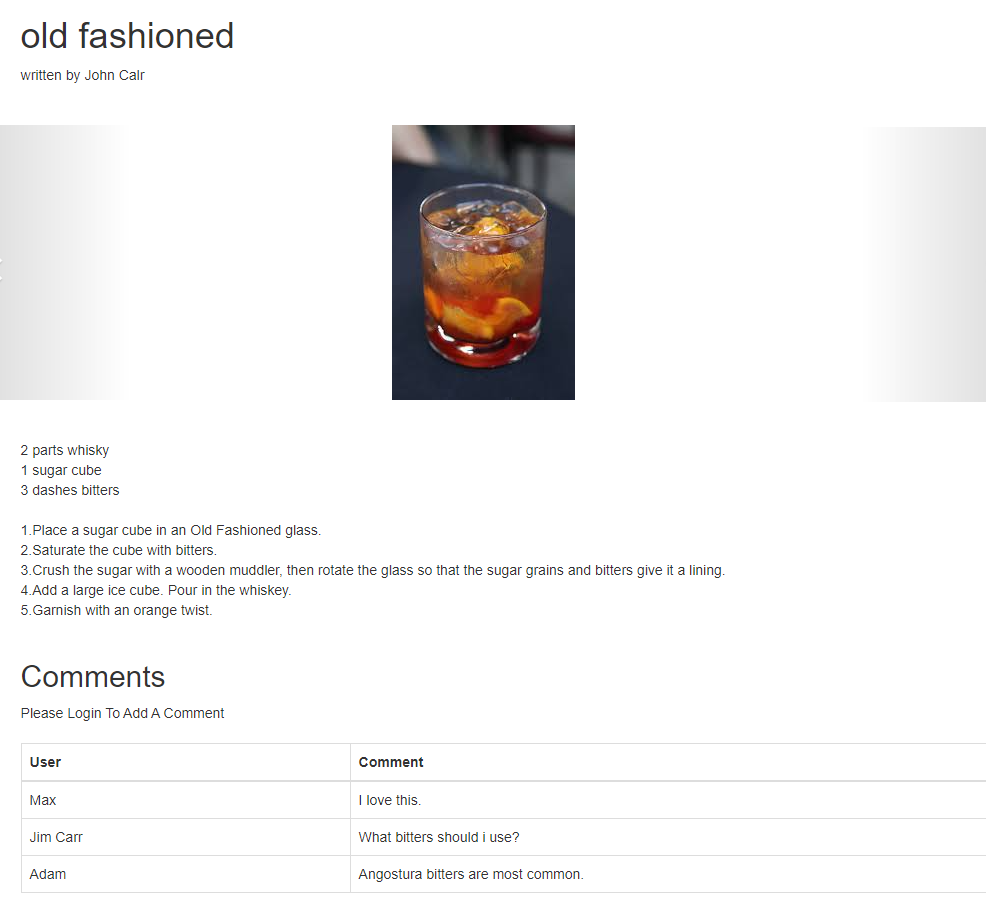 old fashioned
written by John Calr
2 parts whisky
1 sugar cube
3 dashes bitters
1.Place a sugar cube in an Old Fashioned glass.
2.Saturate the cube with bitters.
3.Crush the sugar with a wooden muddler, then rotate the glass so that the sugar grains and bitters give it a lining.
4.Add a large ice cube. Pour in the whiskey.
5.Garnish with an orange twist.
Comments
Please Login To Add A Comment
User Comment
Max I love this.
Jim Carr What bitters should i use?
Adam Angostura bitters are most common.